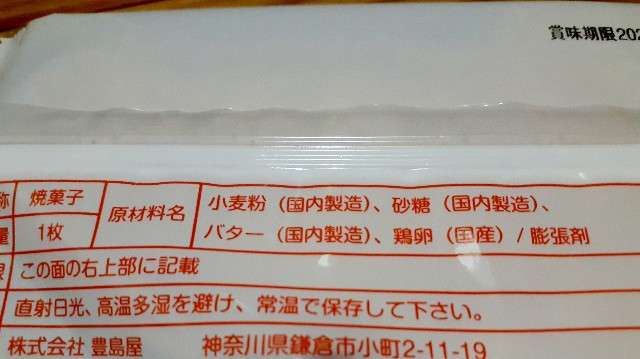 賞味期限202
称 焼菓子 原材料名 小麦粉(国内製造)、砂糖(国内製造)、
量 1枚 バター(国内製造)、鶏卵(国産)/膨張剤
限 この面の右上部に記載
直射日光、高温多湿を避け、常温で保存して下さい。
株式会社 豊島屋 神奈川県鎌倉市小町2-11-19